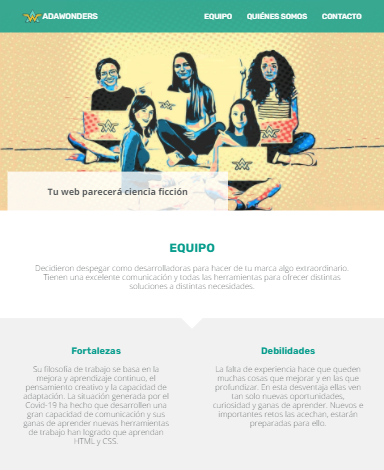 ADAWONDERS
EQUIPO QUIÉNES SOMOS CONTACTO
Tu web parecerá ciencia ficción
EQUIPO
Decidieron despegar como desarrolladoras para hacer de tu marca algo extraordinario.
Tienen una excelente comunicación y todas las herramientas para ofrecer distintas
soluciones a distintas necesidades.
Fortalezas
Su filosofía de trabajo se basa en la
mejora y aprendizaje continuo, el
pensamiento creativo y la capacidad de
adaptación. La situación generada por el
Covid-19 ha hecho que desarrollen una
gran capacidad de comunicación y sus
ganas de aprender nuevas herramientas
de trabajo han logrado que aprendan
HTML y CSS.
Debilidades
La falta de experiencia hace que queden
muchas cosas que mejorar y en las que
profundizar. En esta desventaja ellas ven
tan solo nuevas oportunidades,
curiosidad y ganas de aprender. Nuevos e
importantes retos las acechan, estarán
preparadas para ello.